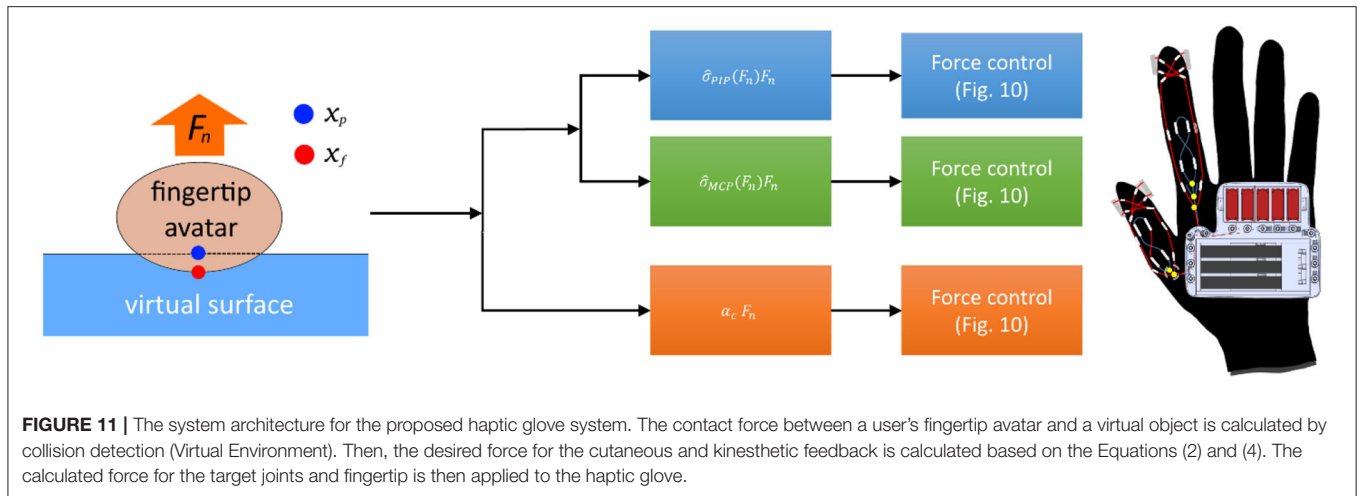 F_n
x_p
x_f
fingertip
avatar
virtual surface
σ̂_PIP(F_n)F_n
Force control
(Fig. 10)
σ̂_MCP(F_n)F_n
Force control
(Fig. 10)
α_c F_n
Force control
(Fig. 10)
FIGURE 11 | The system architecture for the proposed haptic glove system. The contact force between a user's fingertip avatar and a virtual object is calculated by
collision detection (Virtual Environment). Then, the desired force for the cutaneous and kinesthetic feedback is calculated based on the Equations (2) and (4). The
calculated force for the target joints and fingertip is then applied to the haptic glove.